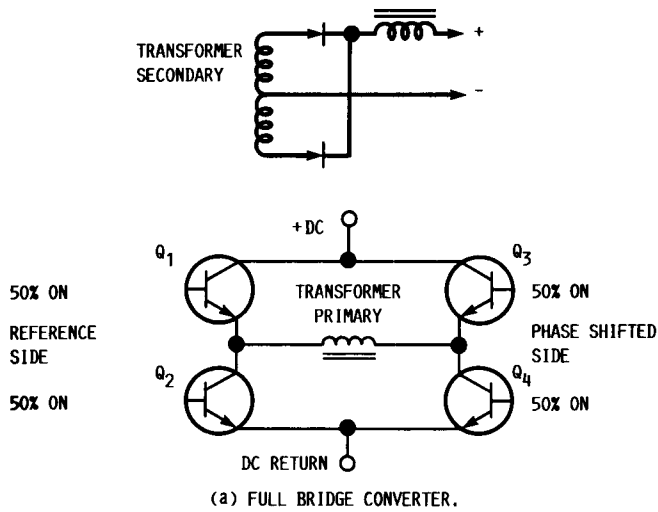 TRANSFORMER
SECONDARY
+
-
+DC
Q1
Q3
50% ON
TRANSFORMER
PRIMARY
50% ON
REFERENCE
SIDE
PHASE SHIFTED
SIDE
Q2
Q4
50% ON
50% ON
DC RETURN
(a) FULL BRIDGE CONVERTER.